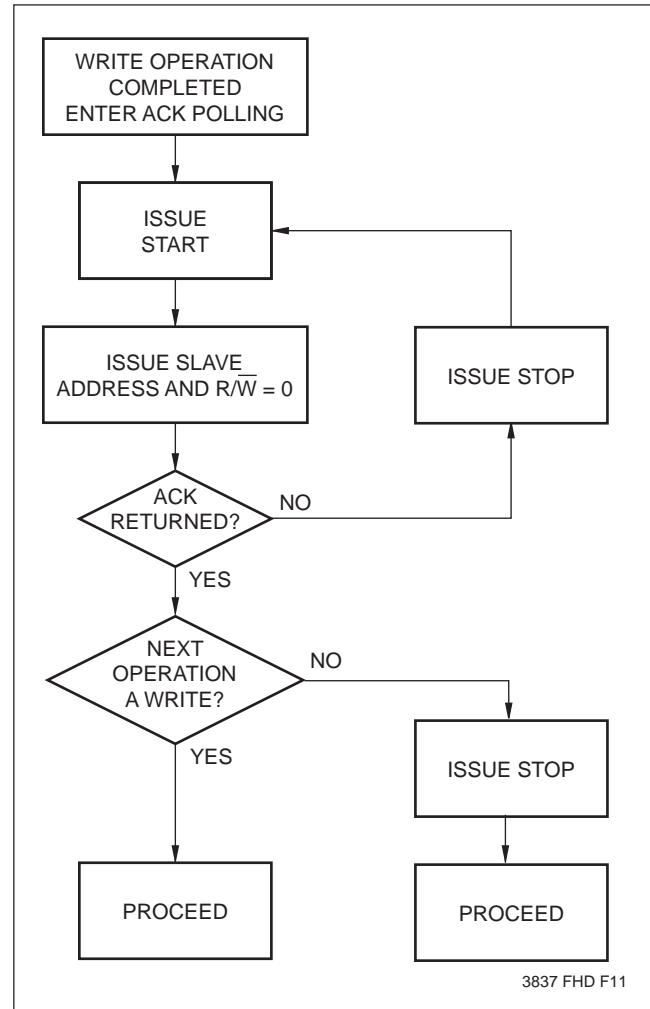 WRITE OPERATION
COMPLETED
ENTER ACK POLLING
ISSUE
START
ISSUE SLAVE
ADDRESS AND R/W̅ = 0
ISSUE STOP
ACK
RETURNED?
NO
YES
NEXT
OPERATION
A WRITE?
NO
YES
ISSUE STOP
PROCEED
PROCEED
3837 FHD F11